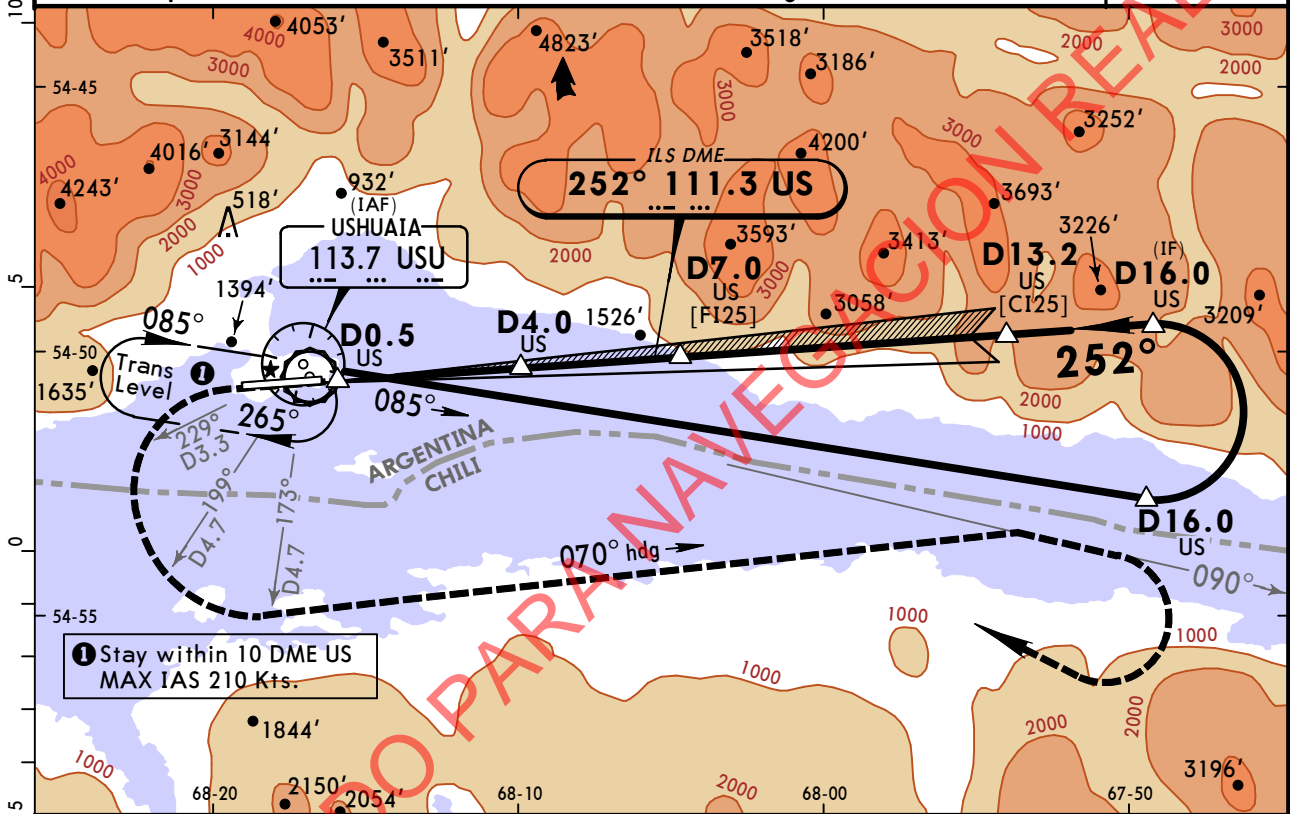 10
4053′
4000
3511′
3000
4823′
3518′
3186′
2000
3000
2000
54-45
3000
3252′
4016′
3144′
4200′
3000
4000
4243′
3000
518′
2000
1000
932′
(IAF)
USHUAIA
113.7 USU
ILS DME
252° 111.3 US
2000
3593′
3000
3413′
3693′
3226′
D7.0
US
[FI25]
D13.2
US
[CI25]
(IF)
D16.0
US
3209′
5
1394′
085°
D0.5
US
D4.0
US
1526′
3058′
54-50
1635′
Trans
Level
1
252°
265°
085°
2000
1000
229°
D3.3
199°
D4.7
173°
D4.7
ARGENTINA
CHILI
D16.0
US
0
070° hdg
090°
54-55
1000
1000
1 Stay within 10 DME US
MAX IAS 210 Kts.
1000
1844′
2000
2000
1000
2150′
2054′
2000
3196′
5
68-20
68-10
68-00
67-50
DO PARA NAVEGACION REAL